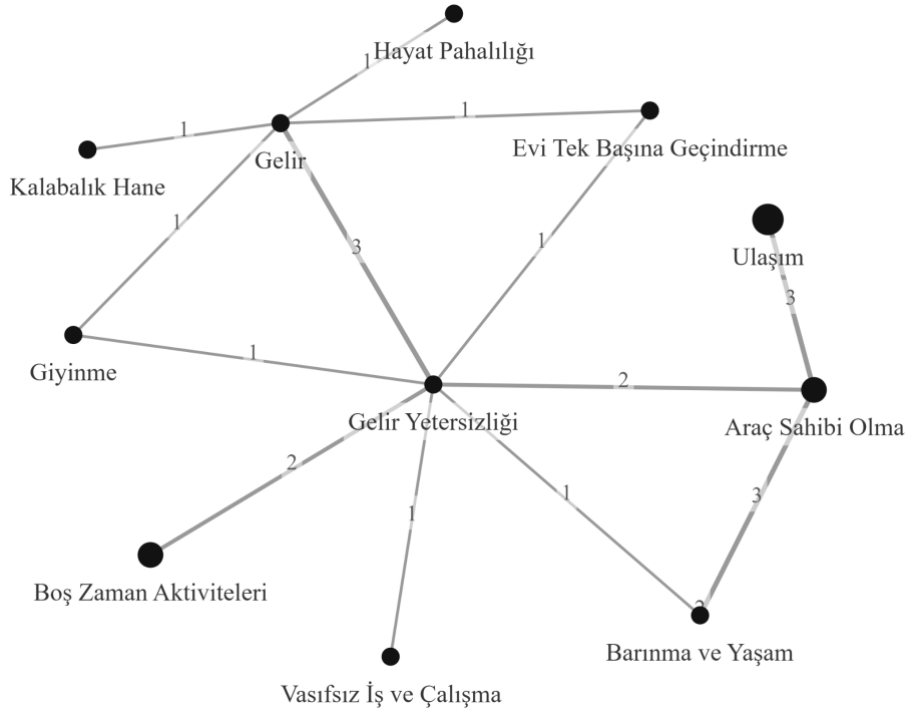 Hayat Pahalılığı
1
1
1
Evi Tek Başına Geçindirme
Gelir
Kalabalık Hane
1
3
1
Ulaşım
3
1
Giyinme
2
Gelir Yetersizliği
Araç Sahibi Olma
2
1
3
1
Boş Zaman Aktiviteleri
Barınma ve Yaşam
Vasıfsız İş ve Çalışma